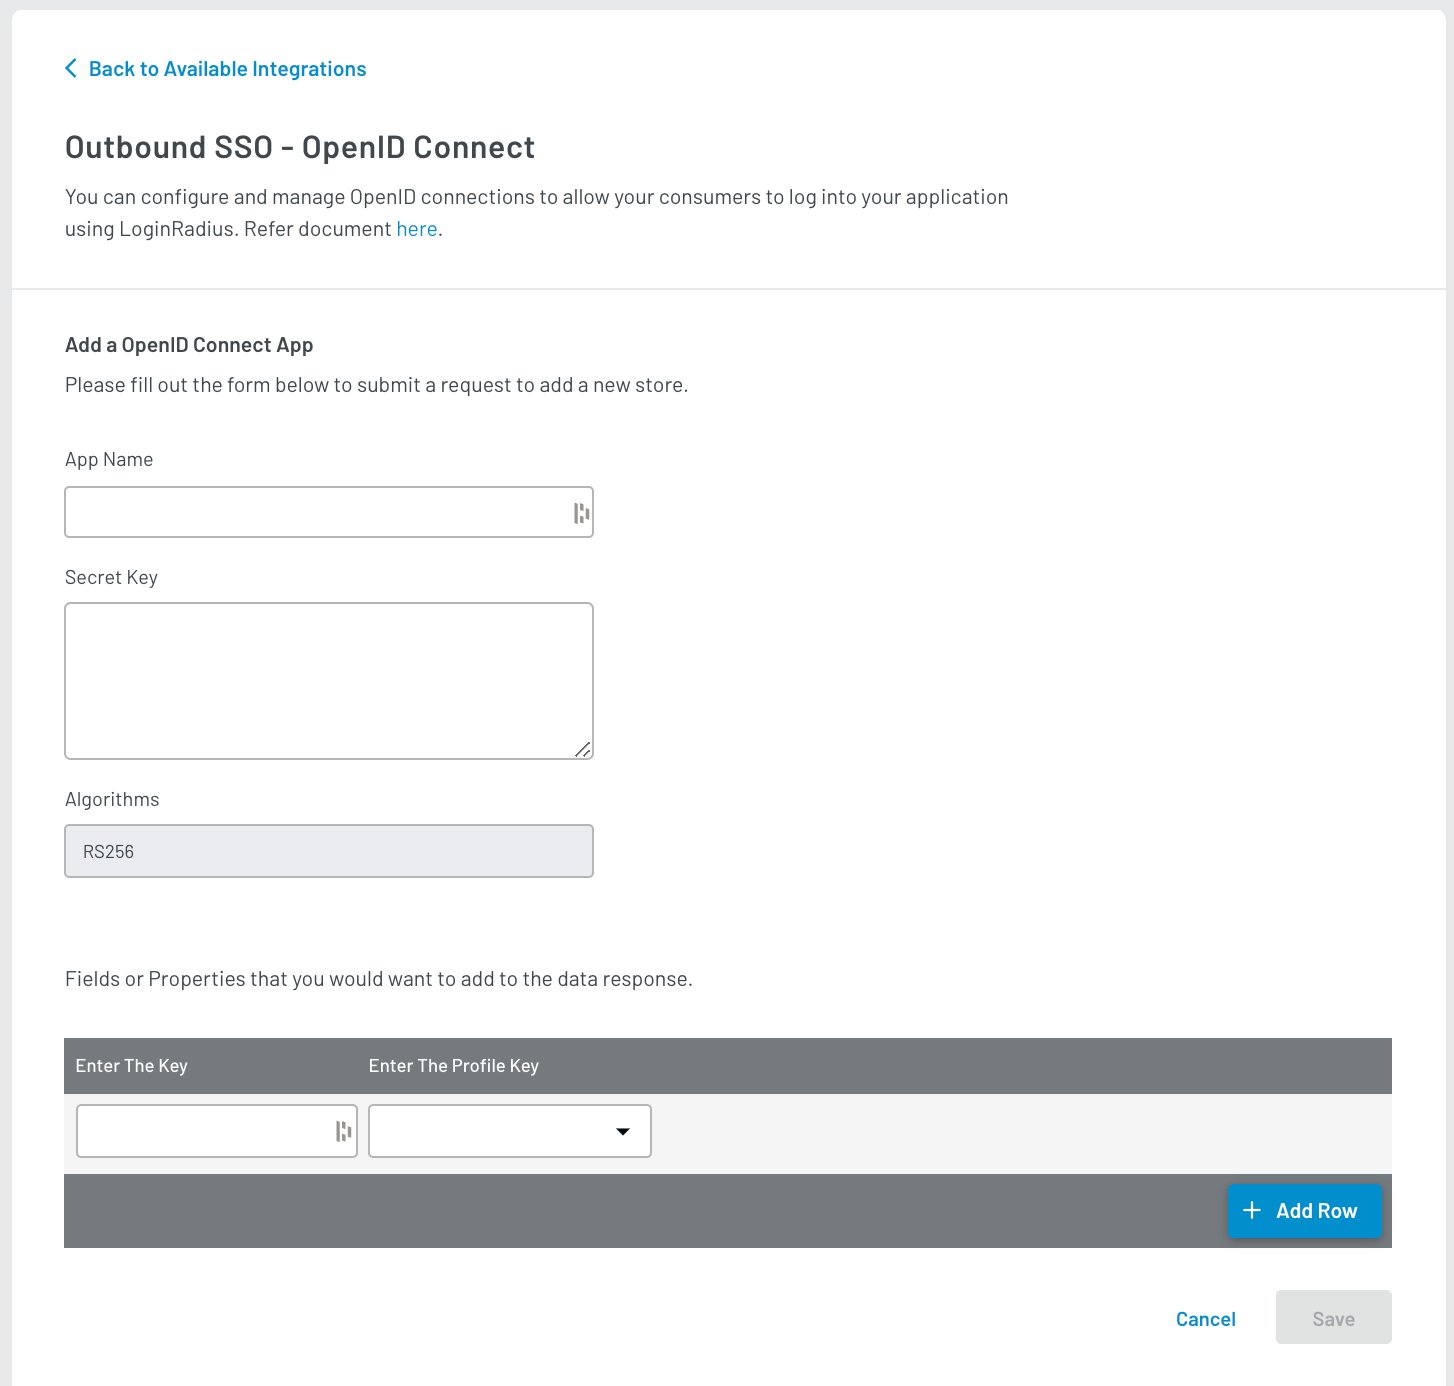 Back to Available Integrations
Outbound SSO - OpenID Connect
You can configure and manage OpenID connections to allow your consumers to log into your application
using LoginRadius. Refer document here.
Add a OpenID Connect App
Please fill out the form below to submit a request to add a new store.
App Name
Secret Key
Algorithms
RS256
Fields or Properties that you would want to add to the data response.
Enter The Key Enter The Profile Key
Add Row
Cancel Save